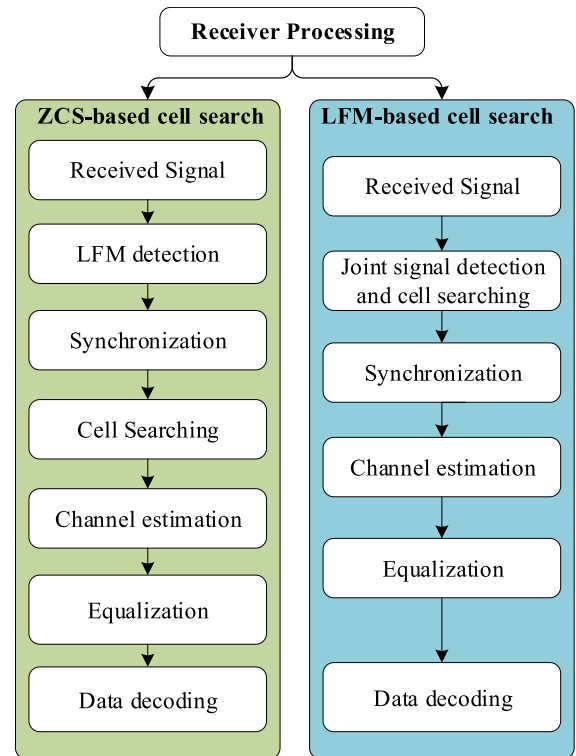 Receiver Processing
ZCS-based cell search
Received Signal
LFM detection
Synchronization
Cell Searching
Channel estimation
Equalization
Data decoding
LFM-based cell search
Received Signal
Joint signal detection
and cell searching
Synchronization
Channel estimation
Equalization
Data decoding